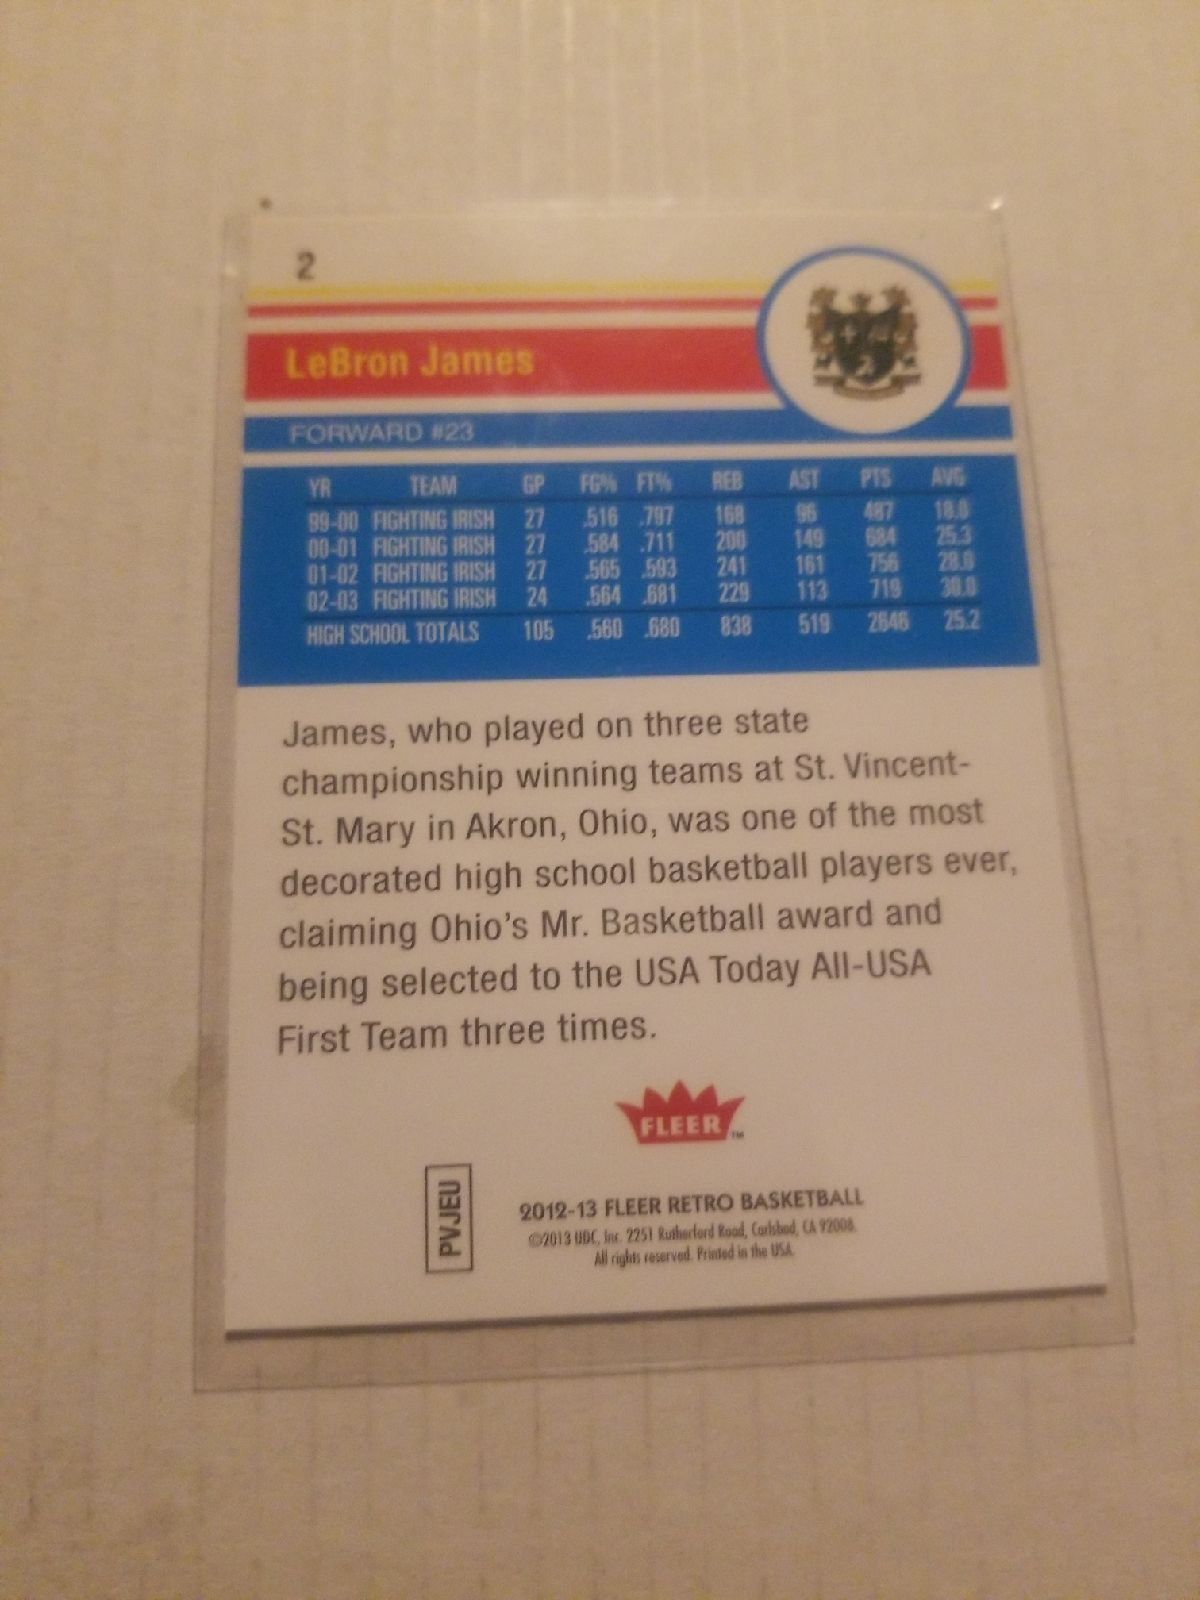 2
LeBron James
FORWARD #23
YR TEAM GP FG% FT% REB AST PTS AVG
99-00 FIGHTING IRISH 27 .516 .797 168 96 487 18.0
00-01 FIGHTING IRISH 27 .584 .711 200 149 684 25.3
01-02 FIGHTING IRISH 27 .565 .593 241 161 756 28.0
02-03 FIGHTING IRISH 24 .564 .681 229 113 719 30.0
HIGH SCHOOL TOTALS 105 .560 .680 838 519 2646 25.2
James, who played on three state
championship winning teams at St. Vincent-
St. Mary in Akron, Ohio, was one of the most
decorated high school basketball players ever,
claiming Ohio's Mr. Basketball award and
being selected to the USA Today All-USA
First Team three times.
FLEER™
PVJEU
2012-13 FLEER RETRO BASKETBALL
©2013 UDC, Inc. 2251 Rutherford Road, Carlsbad, CA 92008.
All rights reserved. Printed in the USA.